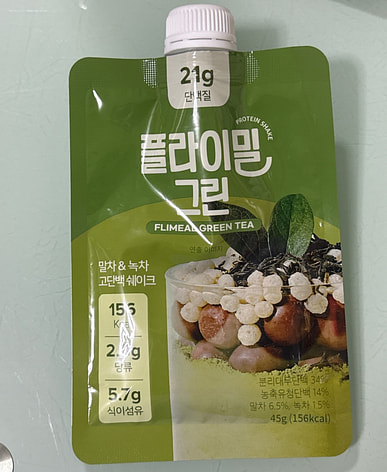 21g
단백질
PROTEIN SHAKE
플라이밀
그린
FLIMEAL GREEN TEA
말차 & 녹차
고단백 쉐이크
156
Kcal
당류
5.7g
식이섬유
분리대두단백 34%
농축유청단백 14%
말차 6.5%, 녹차 1.5%
45g (156kcal)